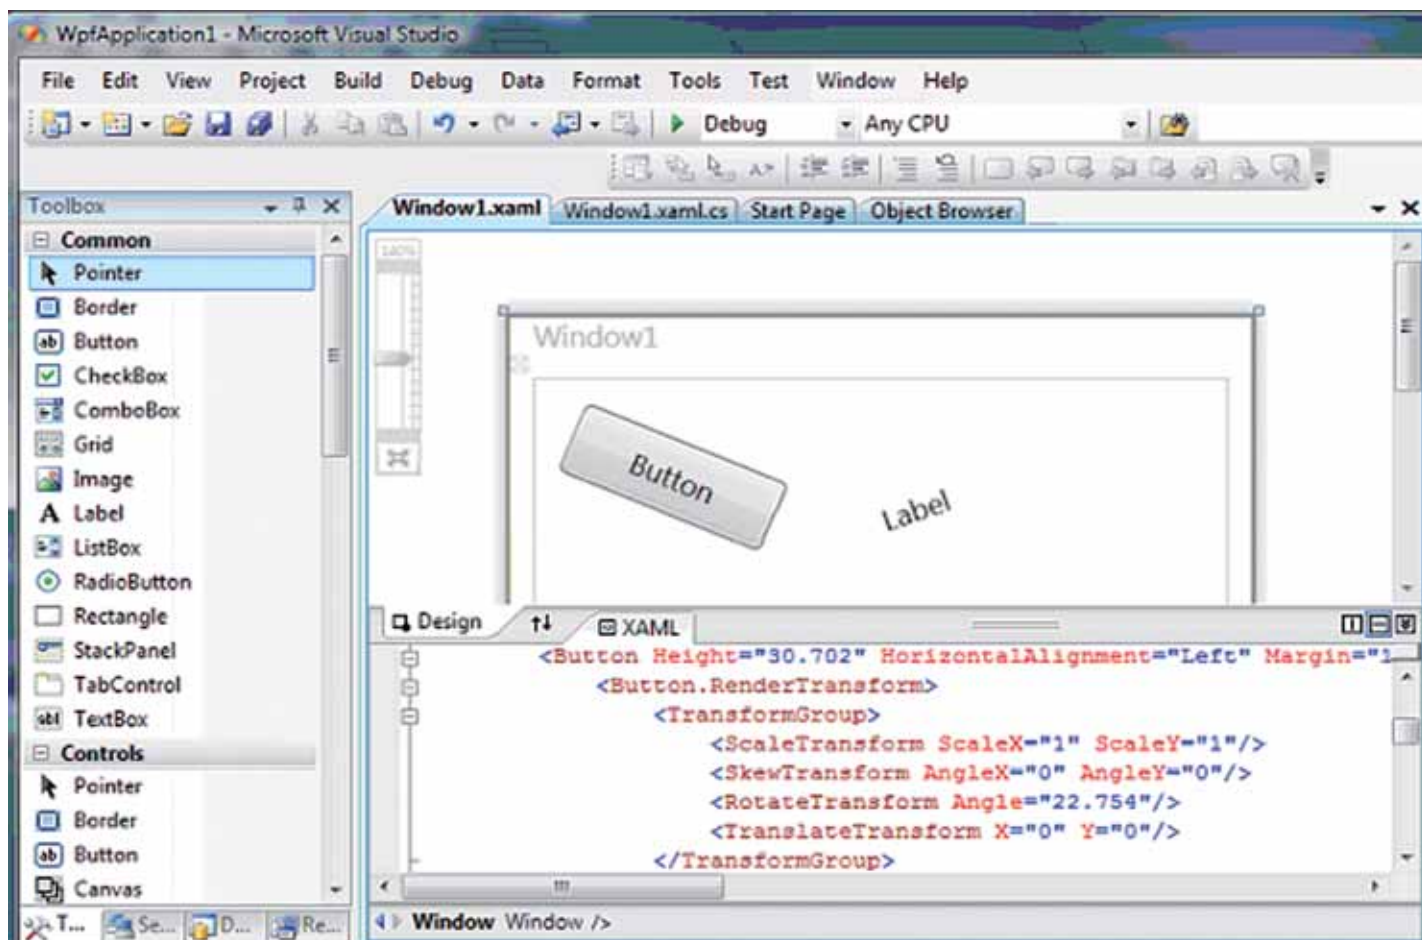 WpfApplication1 - Microsoft Visual Studio
File Edit View Project Build Debug Data Format Tools Test Window Help
Debug Any CPU
Toolbox
Common
Pointer
Border
Button
CheckBox
ComboBox
Grid
Image
Label
ListBox
RadioButton
Rectangle
StackPanel
TabControl
TextBox
Controls
Pointer
Border
Button
Canvas
T... Se... D... Re...
Window1.xaml Window1.xaml.cs Start Page Object Browser
Window1
Button
Label
Design XAML
<Button Height="30.702" HorizontalAlignment="Left" Margin="1
<Button.RenderTransform>
<TransformGroup>
<ScaleTransform ScaleX="1" ScaleY="1"/>
<SkewTransform AngleX="0" AngleY="0"/>
<RotateTransform Angle="22.754"/>
<TranslateTransform X="0" Y="0"/>
</TransformGroup>
Window Window />